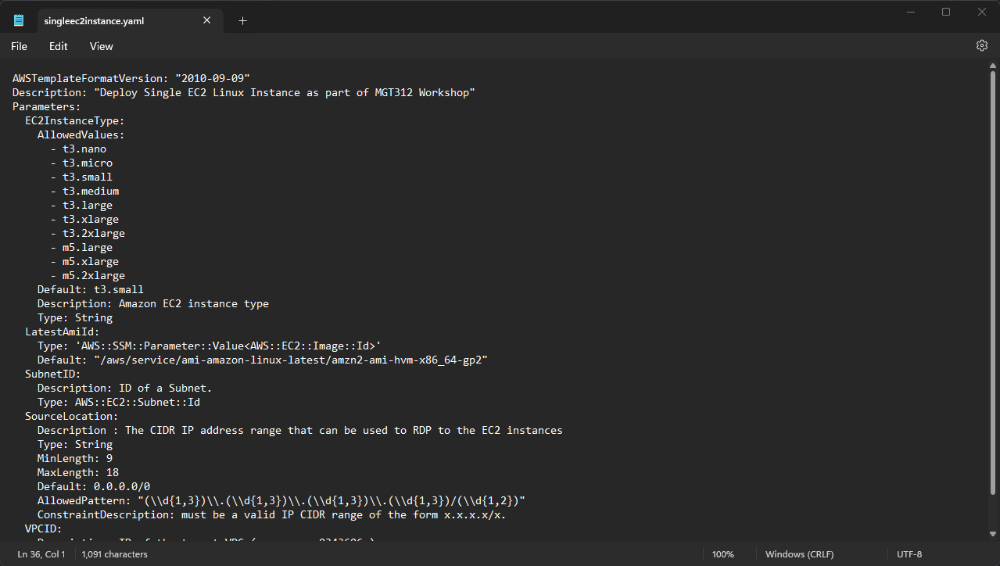 singleec2instance.yaml
File Edit View
AWSTemplateFormatVersion: "2010-09-09"
Description: "Deploy Single EC2 Linux Instance as part of MGT312 Workshop"
Parameters:
  EC2InstanceType:
    AllowedValues:
      - t3.nano
      - t3.micro
      - t3.small
      - t3.medium
      - t3.large
      - t3.xlarge
      - t3.2xlarge
      - m5.large
      - m5.xlarge
      - m5.2xlarge
    Default: t3.small
    Description: Amazon EC2 instance type
    Type: String
  LatestAmiId:
    Type: 'AWS::SSM::Parameter::Value<AWS::EC2::Image::Id>'
    Default: "/aws/service/ami-amazon-linux-latest/amzn2-ami-hvm-x86_64-gp2"
  SubnetID:
    Description: ID of a Subnet.
    Type: AWS::EC2::Subnet::Id
  SourceLocation:
    Description : The CIDR IP address range that can be used to RDP to the EC2 instances
    Type: String
    MinLength: 9
    MaxLength: 18
    Default: 0.0.0.0/0
    AllowedPattern: "(\\d{1,3})\\.(\\d{1,3})\\.(\\d{1,3})\\.(\\d{1,3})/(\\d{1,2})"
    ConstraintDescription: must be a valid IP CIDR range of the form x.x.x.x/x.
  VPCID:
Ln 36, Col 1 1,091 characters 100% Windows (CRLF) UTF-8